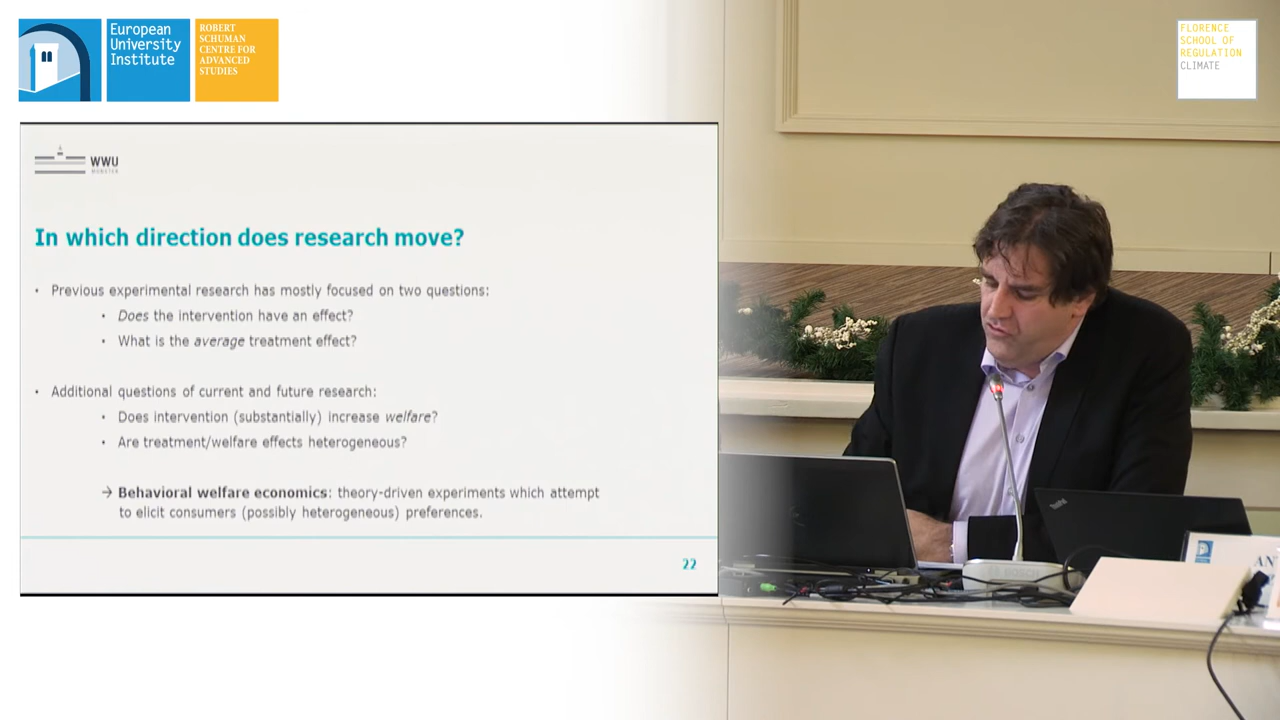 European
University
Institute
ROBERT
SCHUMAN
CENTRE FOR
ADVANCED
STUDIES
FLORENCE
SCHOOL OF
REGULATION
CLIMATE
WWU
MÜNSTER
In which direction does research move?
• Previous experimental research has mostly focused on two questions:
• Does the intervention have an effect?
• What is the average treatment effect?
• Additional questions of current and future research:
• Does intervention (substantially) increase welfare?
• Are treatment/welfare effects heterogeneous?
→ Behavioral welfare economics: theory-driven experiments which attempt
to elicit consumers (possibly heterogeneous) preferences.
22
ThinkPad
AN